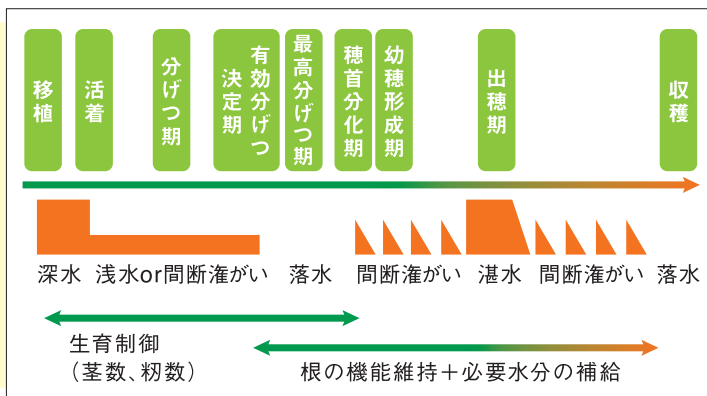 移植
活着
分げつ期
有効分げつ
決定期
最高分げつ期
穂首分化期
幼穂形成期
出穂期
収穫
深水 浅水or間断潅がい 落水 間断潅がい 湛水 間断潅がい 落水
生育制御
（茎数、籾数）
根の機能維持＋必要水分の補給